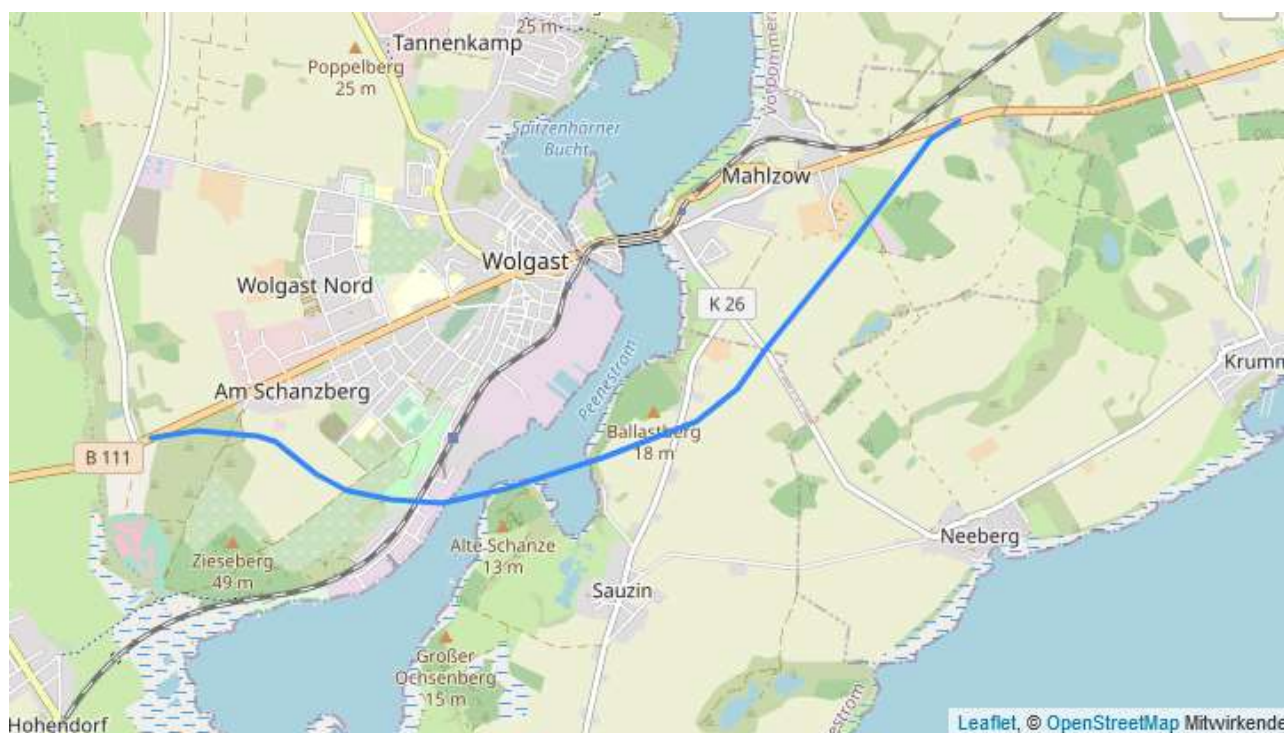 25 m
Tannenkamp
Poppelberg
25 m
Vorpommern
Spitzenhörner
Bucht
Mahlzow
Wolgast
Wolgast Nord
K 26
Peenestrom
Krumm
Am Schanzberg
Ballastberg
18 m
B 111
Alte Schanze
13 m
Neeberg
Zieseberg
49 m
Sauzin
Großer
Ochsenberg
15 m
Hohendorf
Leaflet, © OpenStreetMap Mitwirkende